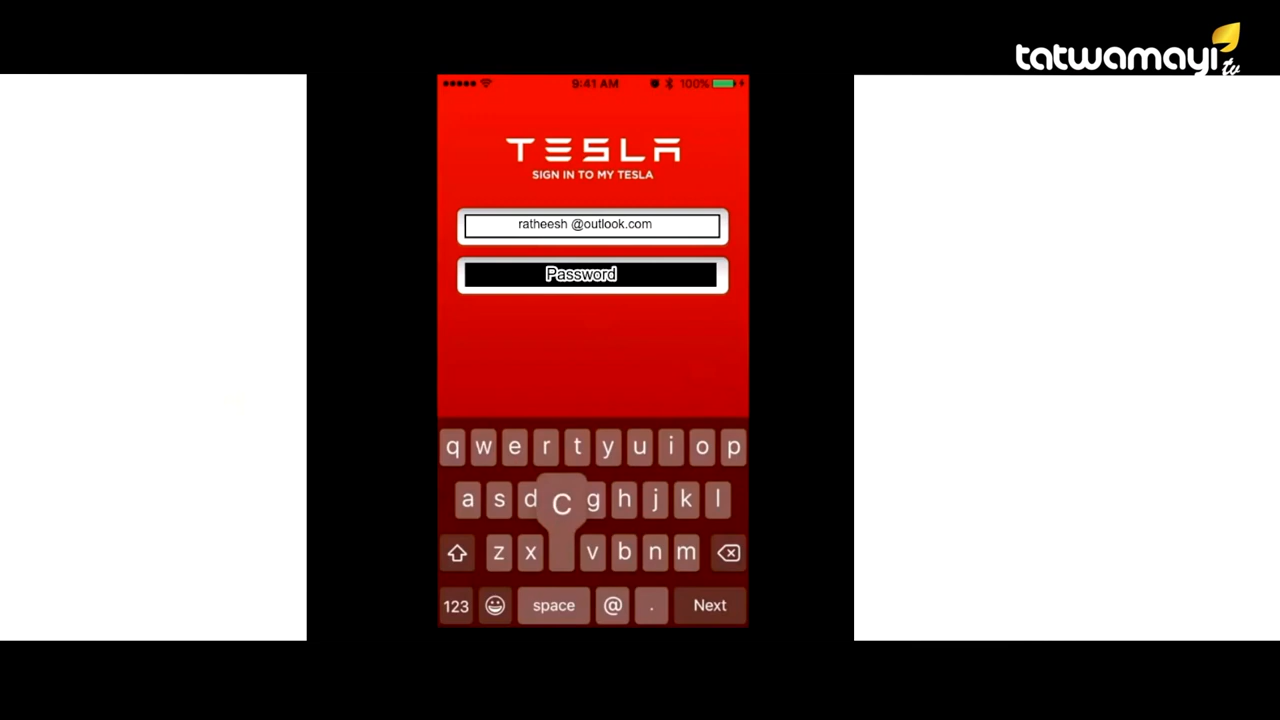 tatwamayi
tv
9:41 AM 100%
TESLA
SIGN IN TO MY TESLA
ratheesh @outlook.com
Password
q w e r t y u i o p
a s d C g h j k l
z x v b n m
123 space @ . Next